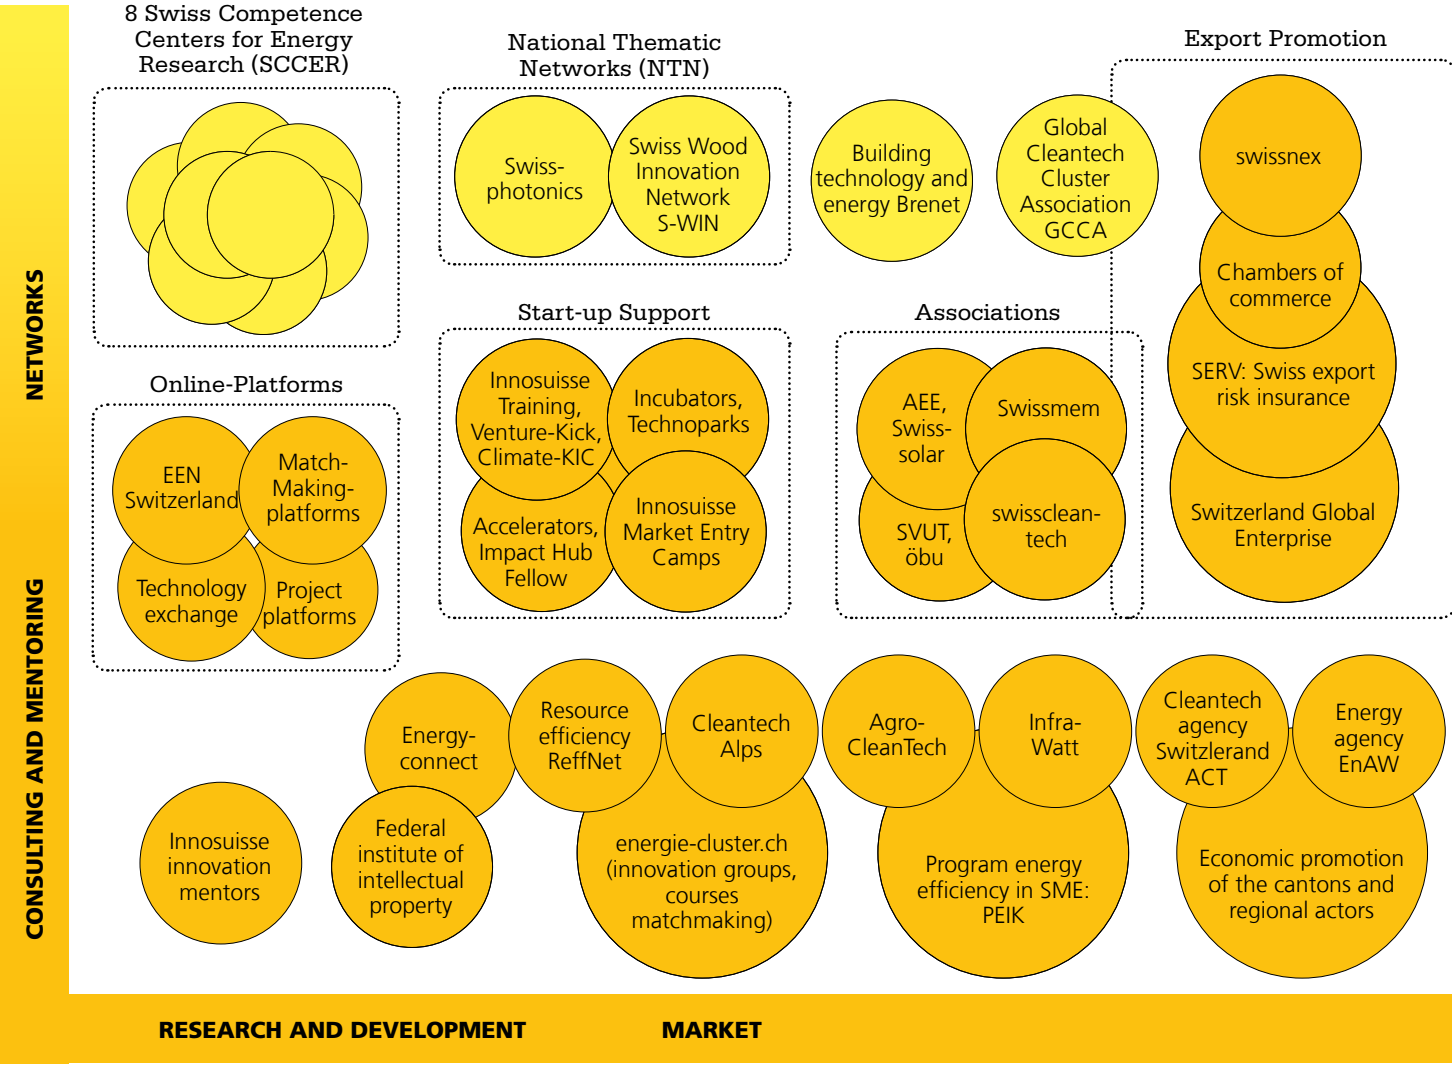 8 Swiss Competence
Centers for Energy
Research (SCCER)
National Thematic
Networks (NTN)
Export Promotion
Swiss-
photonics
Swiss Wood
Innovation
Network
S-WIN
Building
technology and
energy Brenet
Global
Cleantech
Cluster
Association
GCCA
swissnex
Chambers of
commerce
SERV: Swiss export
risk insurance
Switzerland Global
Enterprise
Online-Platforms
EEN
Switzerland
Match-
Making-
platforms
Technology
exchange
Project
platforms
Start-up Support
Innosuisse
Training,
Venture-Kick,
Climate-KIC
Incubators,
Technoparks
Accelerators,
Impact Hub
Fellow
Innosuisse
Market Entry
Camps
Associations
AEE,
Swiss-
solar
Swissmem
SVUT,
öbu
swissclean-
tech
Energy-
connect
Resource
efficiency
ReffNet
Cleantech
Alps
Agro-
CleanTech
Infra-
Watt
Cleantech
agency
Switzlerand
ACT
Energy
agency
EnAW
Innosuisse
innovation
mentors
Federal
institute of
intellectual
property
energie-cluster.ch
(innovation groups,
courses
matchmaking)
Program energy
efficiency in SME:
PEIK
Economic promotion
of the cantons and
regional actors
NETWORKS
CONSULTING AND MENTORING
RESEARCH AND DEVELOPMENT
MARKET